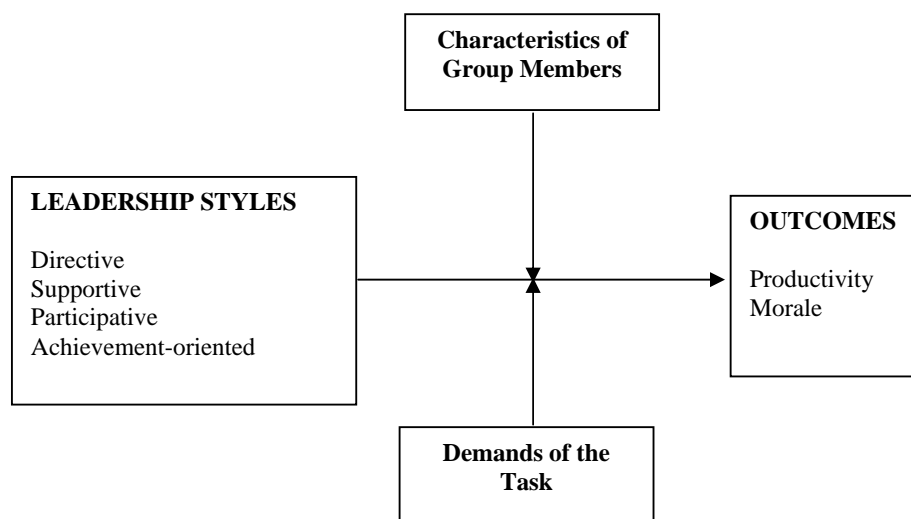 Characteristics of
Group Members
LEADERSHIP STYLES
Directive
Supportive
Participative
Achievement-oriented
OUTCOMES
Productivity
Morale
Demands of the
Task